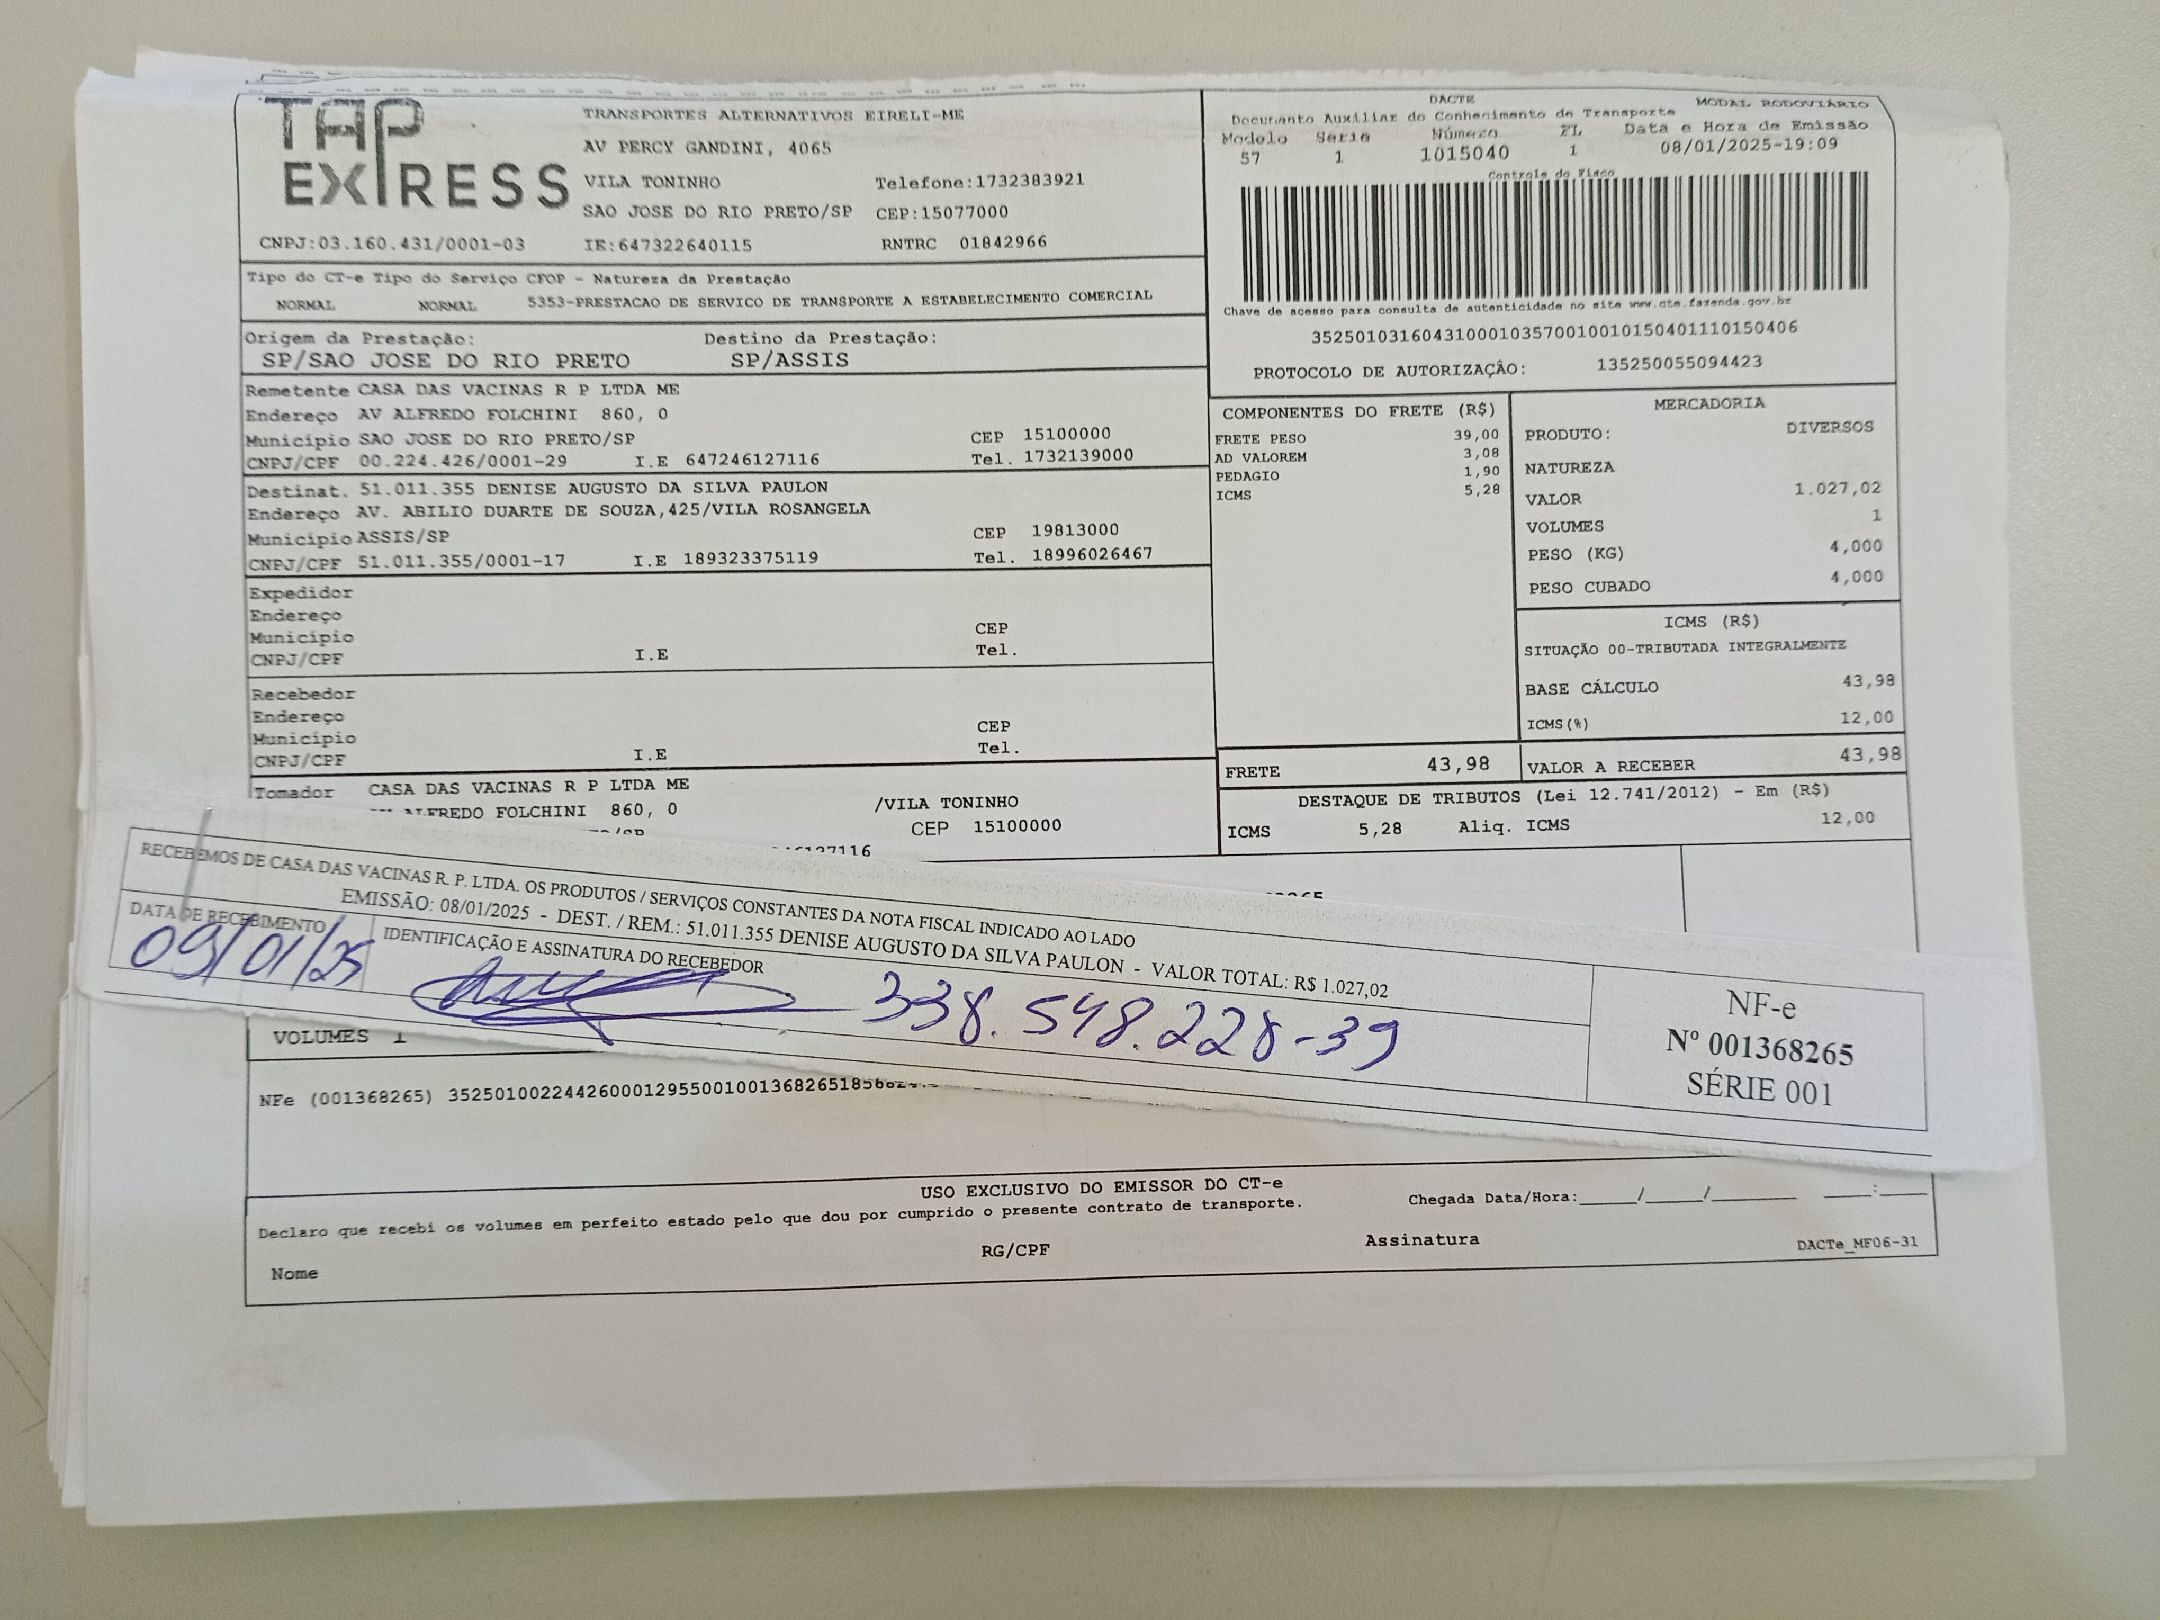 TAP EXPRESS
TRANSPORTES ALTERNATIVOS EIRELI-ME
AV PERCY GANDINI, 4065
VILA TONINHO Telefone:1732383921
SAO JOSE DO RIO PRETO/SP CEP:15077000
CNPJ:03.160.431/0001-03 IE:647322640115 RNTRC 01842966
DACTE MODAL RODOVIÁRIO
Documento Auxiliar do Conhecimento de Transporte
Modelo Serie Número FL Data e Hora de Emissão
57 1 1015040 1 08/01/2025-19:09
Controle do Fisco
Chave de acesso para consulta de autenticidade no site www.cte.fazenda.gov.br
35250103160431000103570010010150401110150406
PROTOCOLO DE AUTORIZAÇÂO: 135250055094423
Tipo do CT-e Tipo do Serviço CFOP - Natureza da Prestação
NORMAL NORMAL 5353-PRESTACAO DE SERVICO DE TRANSPORTE A ESTABELECIMENTO COMERCIAL
Origem da Prestação: Destino da Prestação:
SP/SAO JOSE DO RIO PRETO SP/ASSIS
Remetente CASA DAS VACINAS R P LTDA ME
Endereço AV ALFREDO FOLCHINI 860, 0
Município SAO JOSE DO RIO PRETO/SP CEP 15100000
CNPJ/CPF 00.224.426/0001-29 I.E 647246127116 Tel. 1732139000
Destinat. 51.011.355 DENISE AUGUSTO DA SILVA PAULON
Endereço AV. ABILIO DUARTE DE SOUZA,425/VILA ROSANGELA
Município ASSIS/SP CEP 19813000
CNPJ/CPF 51.011.355/0001-17 I.E 189323375119 Tel. 18996026467
Expedidor
Endereço
Município CEP
CNPJ/CPF I.E Tel.
Recebedor
Endereço
Município CEP
CNPJ/CPF I.E Tel.
Tomador CASA DAS VACINAS R P LTDA ME
ALFREDO FOLCHINI 860, 0 /VILA TONINHO
CEP 15100000
COMPONENTES DO FRETE (R$)
FRETE PESO 39,00
AD VALOREM 3,08
PEDAGIO 1,90
ICMS 5,28
MERCADORIA
PRODUTO: DIVERSOS
NATUREZA
VALOR 1.027,02
VOLUMES 1
PESO (KG) 4,000
PESO CUBADO 4,000
ICMS (R$)
SITUAÇÃO 00-TRIBUTADA INTEGRALMENTE
BASE CÁLCULO 43,98
ICMS(%) 12,00
FRETE 43,98 VALOR A RECEBER 43,98
DESTAQUE DE TRIBUTOS (Lei 12.741/2012) - Em (R$)
ICMS 5,28 Aliq. ICMS 12,00
RECEBEMOS DE CASA DAS VACINAS R. P. LTDA. OS PRODUTOS / SERVIÇOS CONSTANTES DA NOTA FISCAL INDICADO AO LADO
EMISSÃO: 08/01/2025 - DEST. / REM.: 51.011.355 DENISE AUGUSTO DA SILVA PAULON - VALOR TOTAL: R$ 1.027,02
DATA DE RECEBIMENTO IDENTIFICAÇÃO E ASSINATURA DO RECEBEDOR
09/01/25 338.548.228-39
NF-e
Nº 001368265
SÉRIE 001
VOLUMES 1
NFe (001368265)
USO EXCLUSIVO DO EMISSOR DO CT-e
Declaro que recebi os volumes em perfeito estado pelo que dou por cumprido o presente contrato de transporte.
Chegada Data/Hora:_____/_____/________ ____:____
Nome RG/CPF Assinatura DACTe_MF06-31